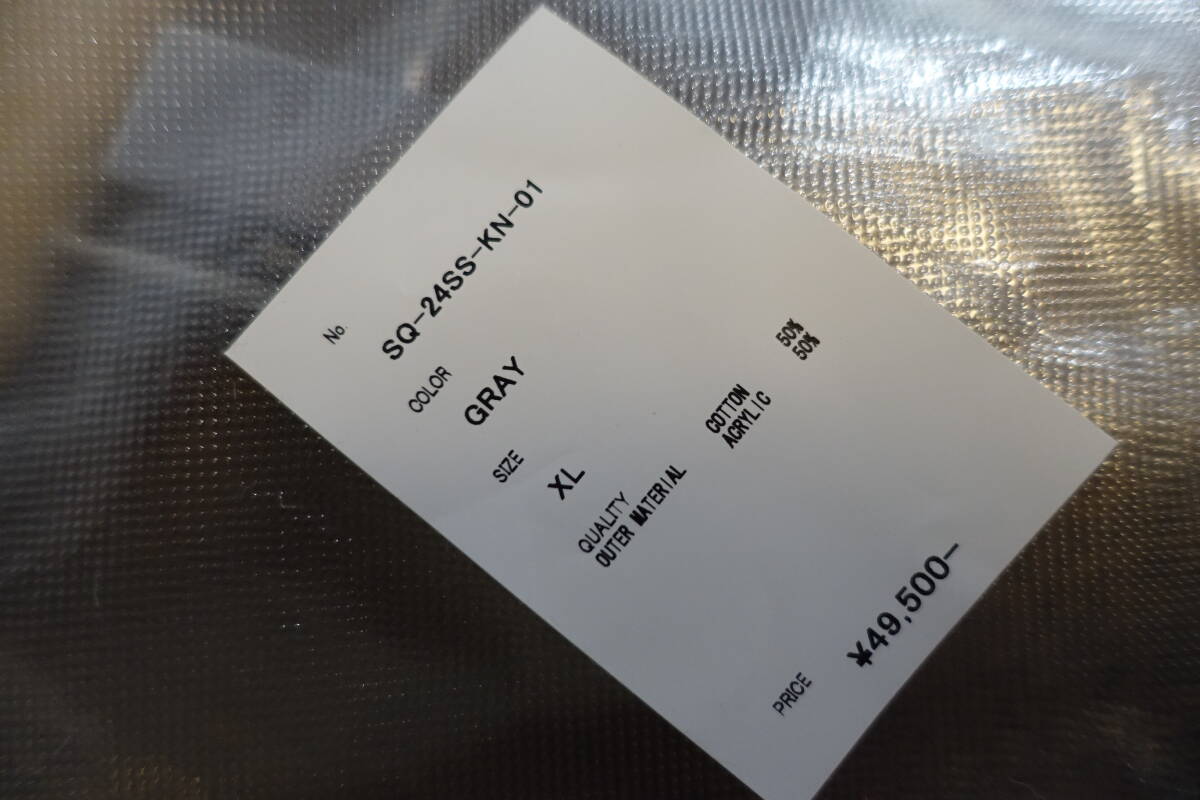 No.
SQ-24SS-KN-01
COLOR
GRAY
SIZE
XL
QUALITY
OUTER MATERIAL COTTON 50%
ACRYLIC 50%
PRICE ¥49,500-